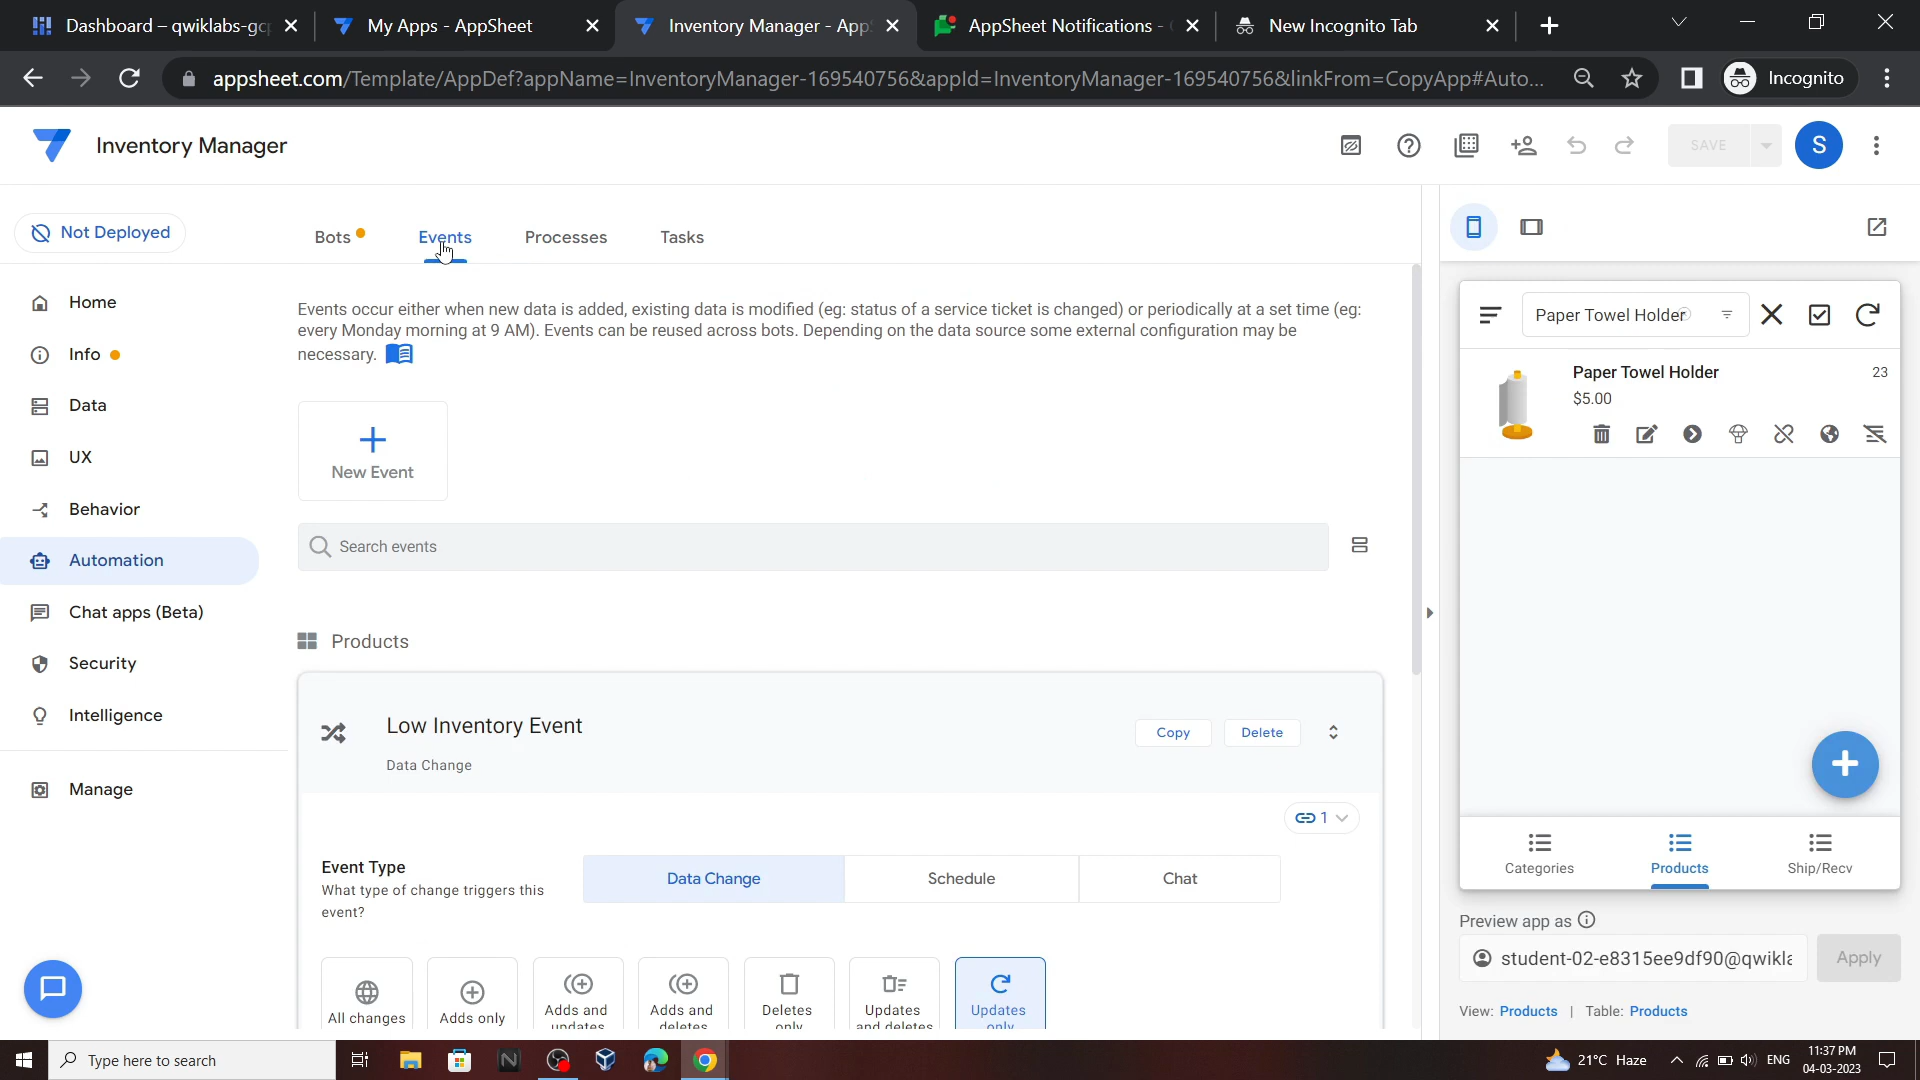 Dashboard – qwiklabs-gcp
My Apps - AppSheet
Inventory Manager - AppS
AppSheet Notifications - 
New Incognito Tab
appsheet.com/Template/AppDef?appName=InventoryManager-169540756&appId=InventoryManager-169540756&linkFrom=CopyApp#Auto...
Incognito
Inventory Manager
SAVE
S
Not Deployed
Bots
Events
Processes
Tasks
Home
Info
Data
UX
Behavior
Automation
Chat apps (Beta)
Security
Intelligence
Manage
Events occur either when new data is added, existing data is modified (eg: status of a service ticket is changed) or periodically at a set time (eg:
every Monday morning at 9 AM). Events can be reused across bots. Depending on the data source some external configuration may be
necessary.
New Event
Search events
Products
Low Inventory Event
Copy
Delete
Data Change
1
Event Type
What type of change triggers this
event?
Data Change
Schedule
Chat
All changes
Adds only
Adds and
updates
Adds and
deletes
Deletes
only
Updates
and deletes
Updates
only
Paper Towel Holder
Paper Towel Holder
23
$5.00
Categories
Products
Ship/Recv
Preview app as
student-02-e8315ee9df90@qwikla
Apply
View: Products | Table: Products
Type here to search
21°C Haze
ENG
11:37 PM
04-03-2023